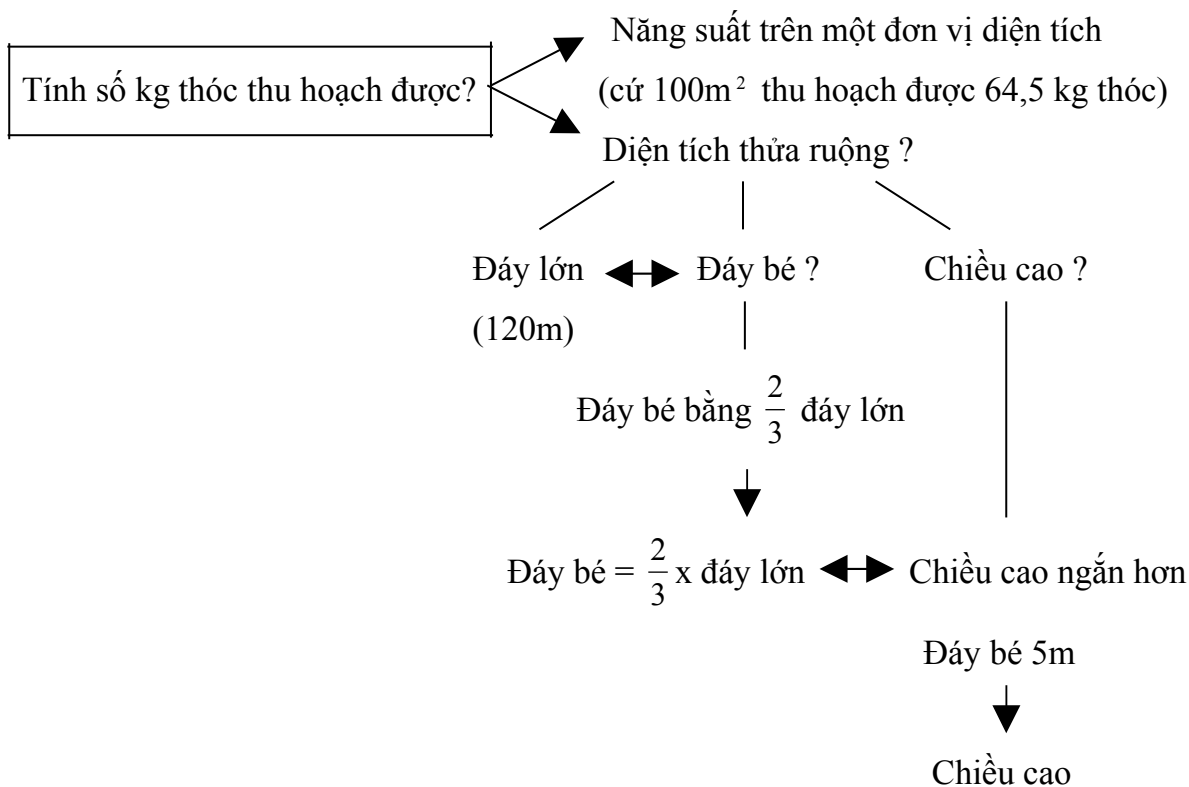 Năng suất trên một đơn vị diện tích
Tính số kg thóc thu hoạch được?
(cứ 100m² thu hoạch được 64,5 kg thóc)
Diện tích thửa ruộng ?
Đáy lớn
Đáy bé ?
Chiều cao ?
(120m)
Đáy bé bằng 2/3 đáy lớn
Đáy bé = 2/3 x đáy lớn
Chiều cao ngắn hơn
Đáy bé 5m
Chiều cao